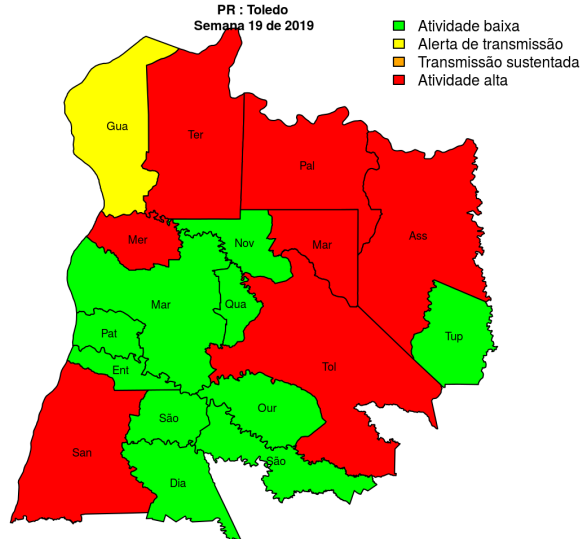 PR : Toledo
Semana 19 de 2019
Atividade baixa
Alerta de transmissão
Transmissão sustentada
Atividade alta
Gua
Ter
Pal
Mer
Nov
Mar
Ass
Mar
Qua
Pat
Tup
Ent
Tol
São
Our
San
São
Dia